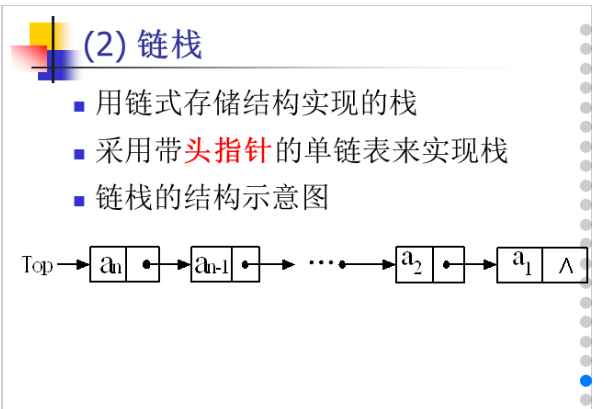 (2) 链栈
用链式存储结构实现的栈
采用带头指针的单链表来实现栈
链栈的结构示意图
Top an an-1 … a2 a1 ∧